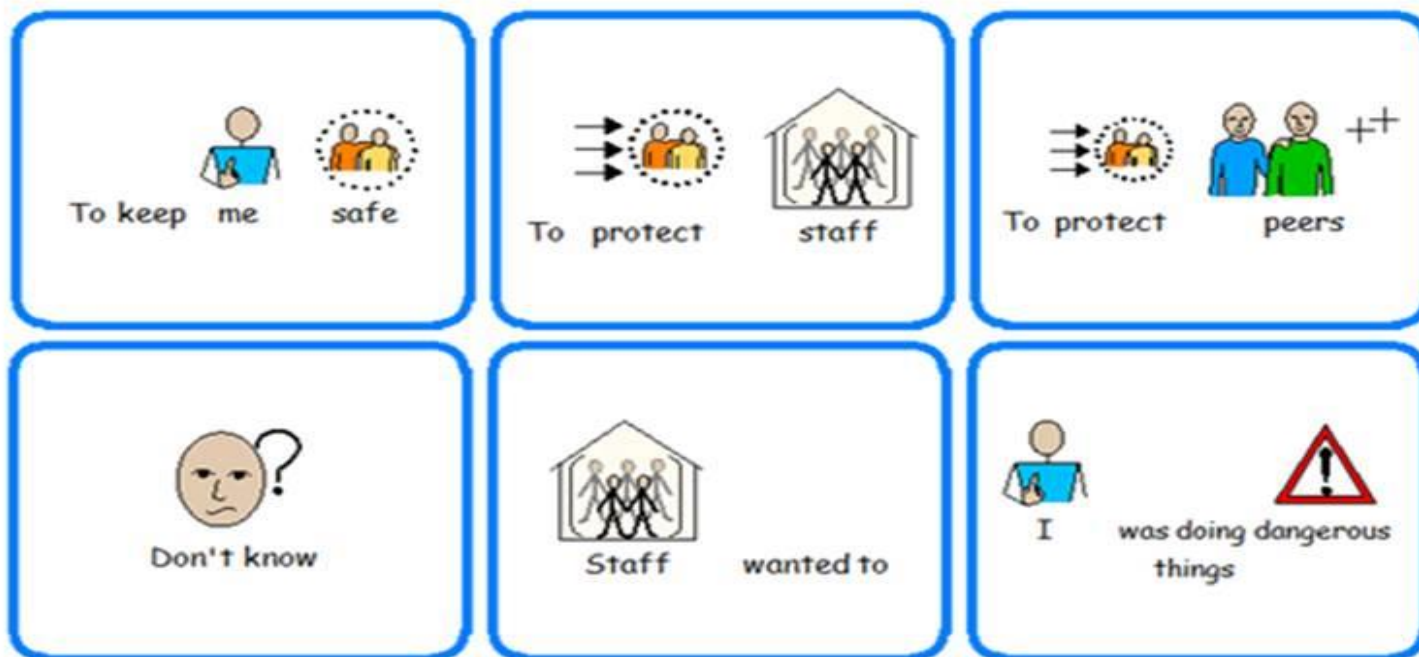 To keep me safe
To protect staff
To protect peers
Don't know
Staff wanted to
I was doing dangerous
things